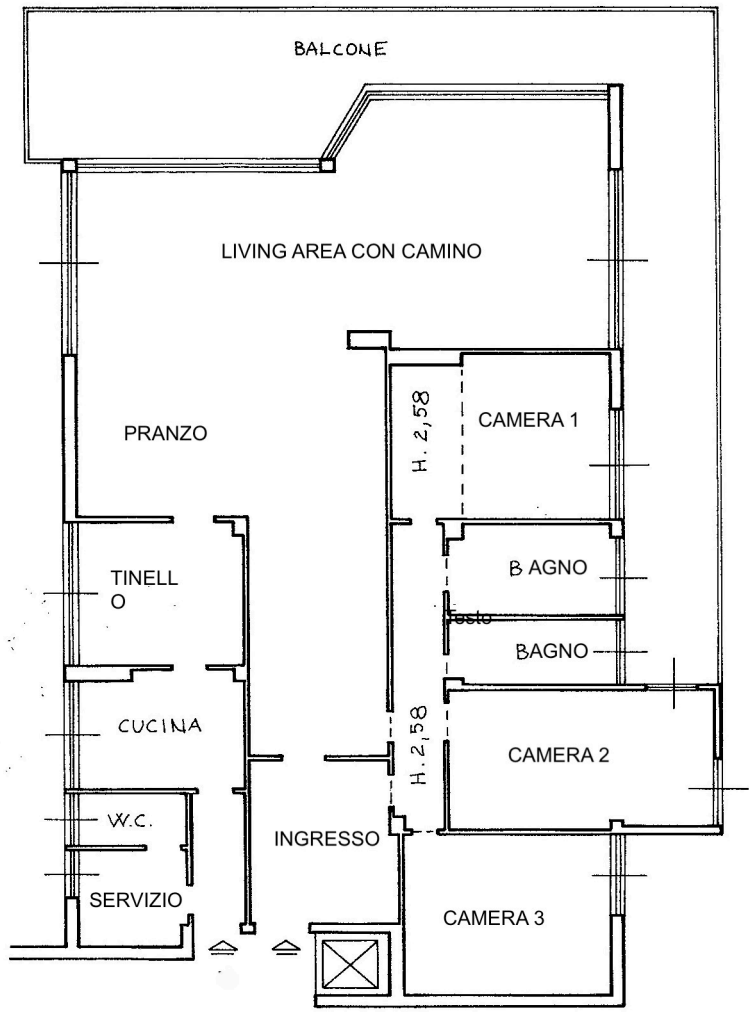 BALCONE
LIVING AREA CON CAMINO
H. 2,58
CAMERA 1
PRANZO
TINELL
O
B AGNO
Testo
BAGNO
CUCINA
H. 2,58
CAMERA 2
W.C.
INGRESSO
SERVIZIO
CAMERA 3